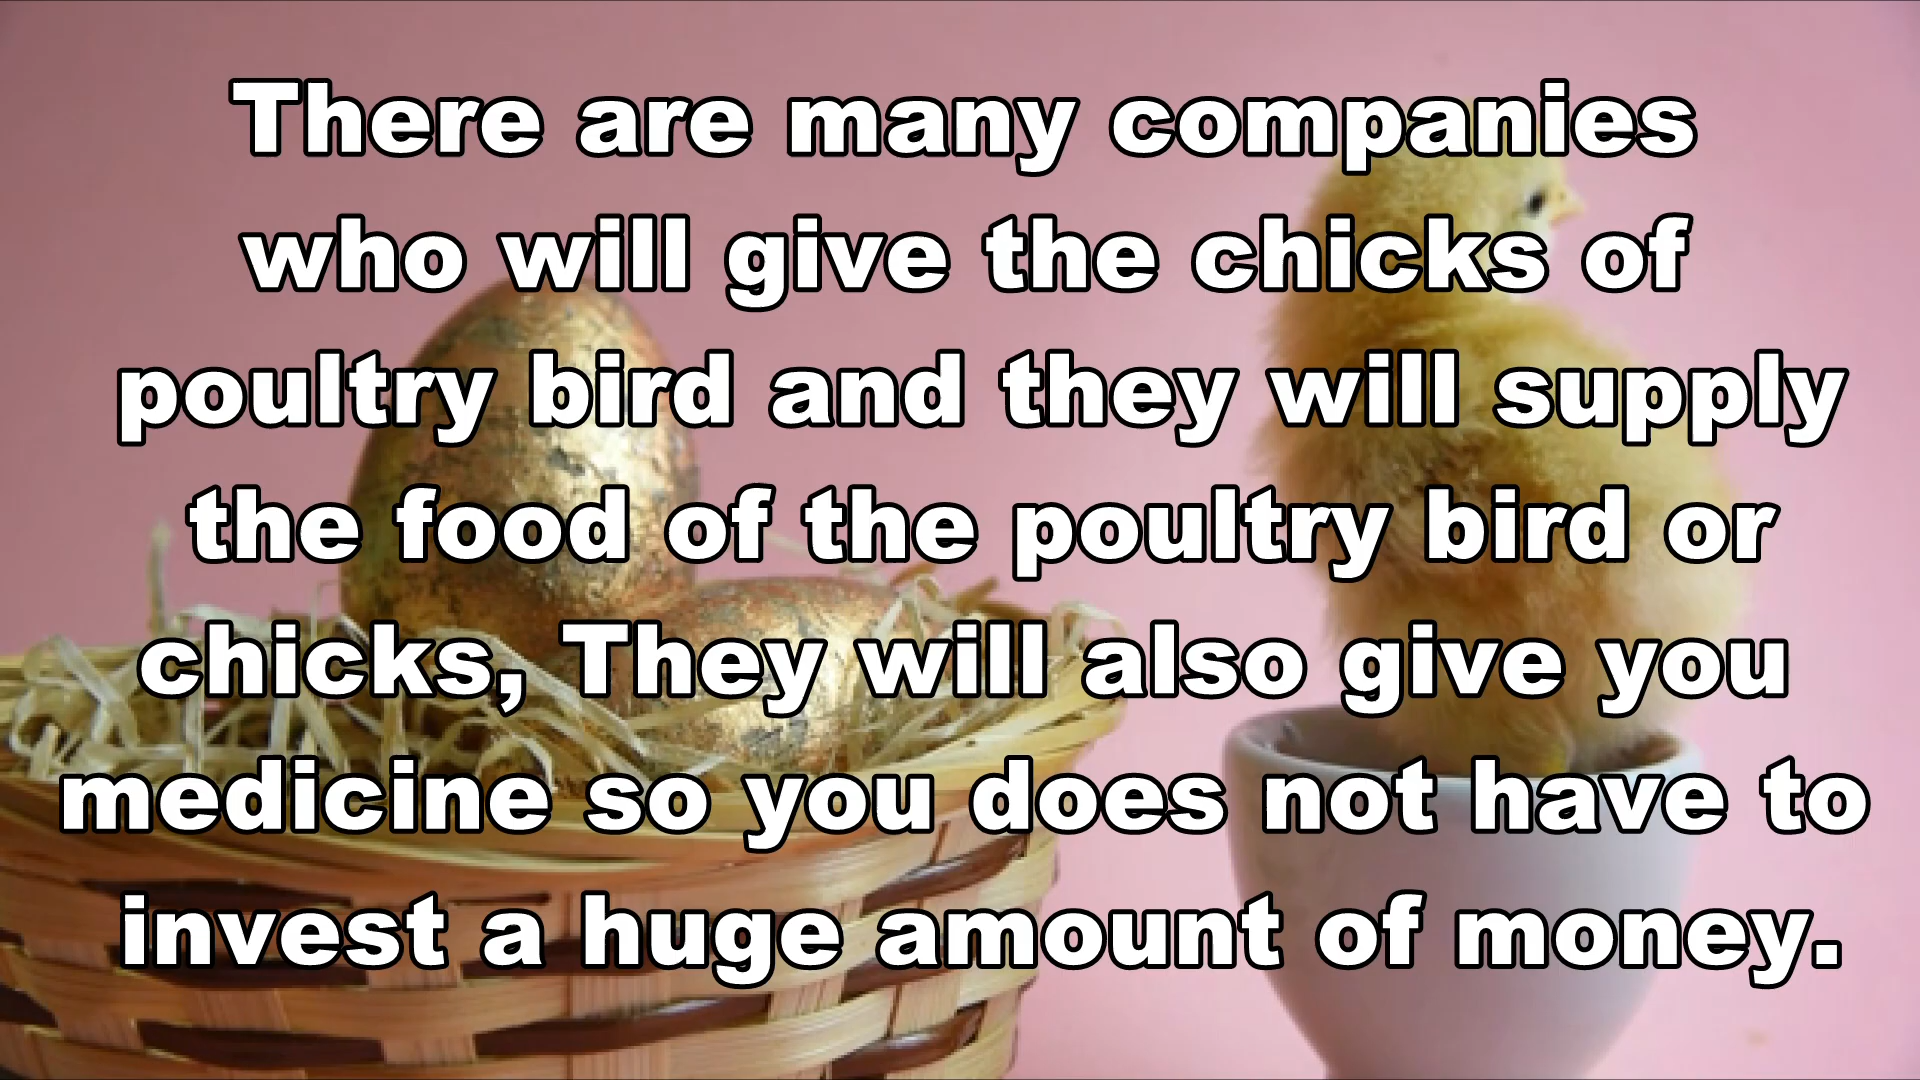 There are many companies
who will give the chicks of
poultry bird and they will supply
the food of the poultry bird or
chicks, They will also give you
medicine so you does not have to
invest a huge amount of money.